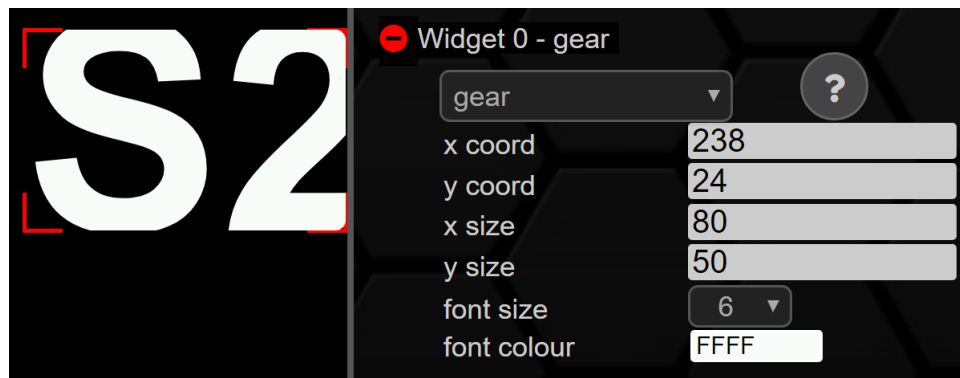 S2
Widget 0 - gear
gear
?
x coord 238
y coord 24
x size 80
y size 50
font size 6
font colour FFFF